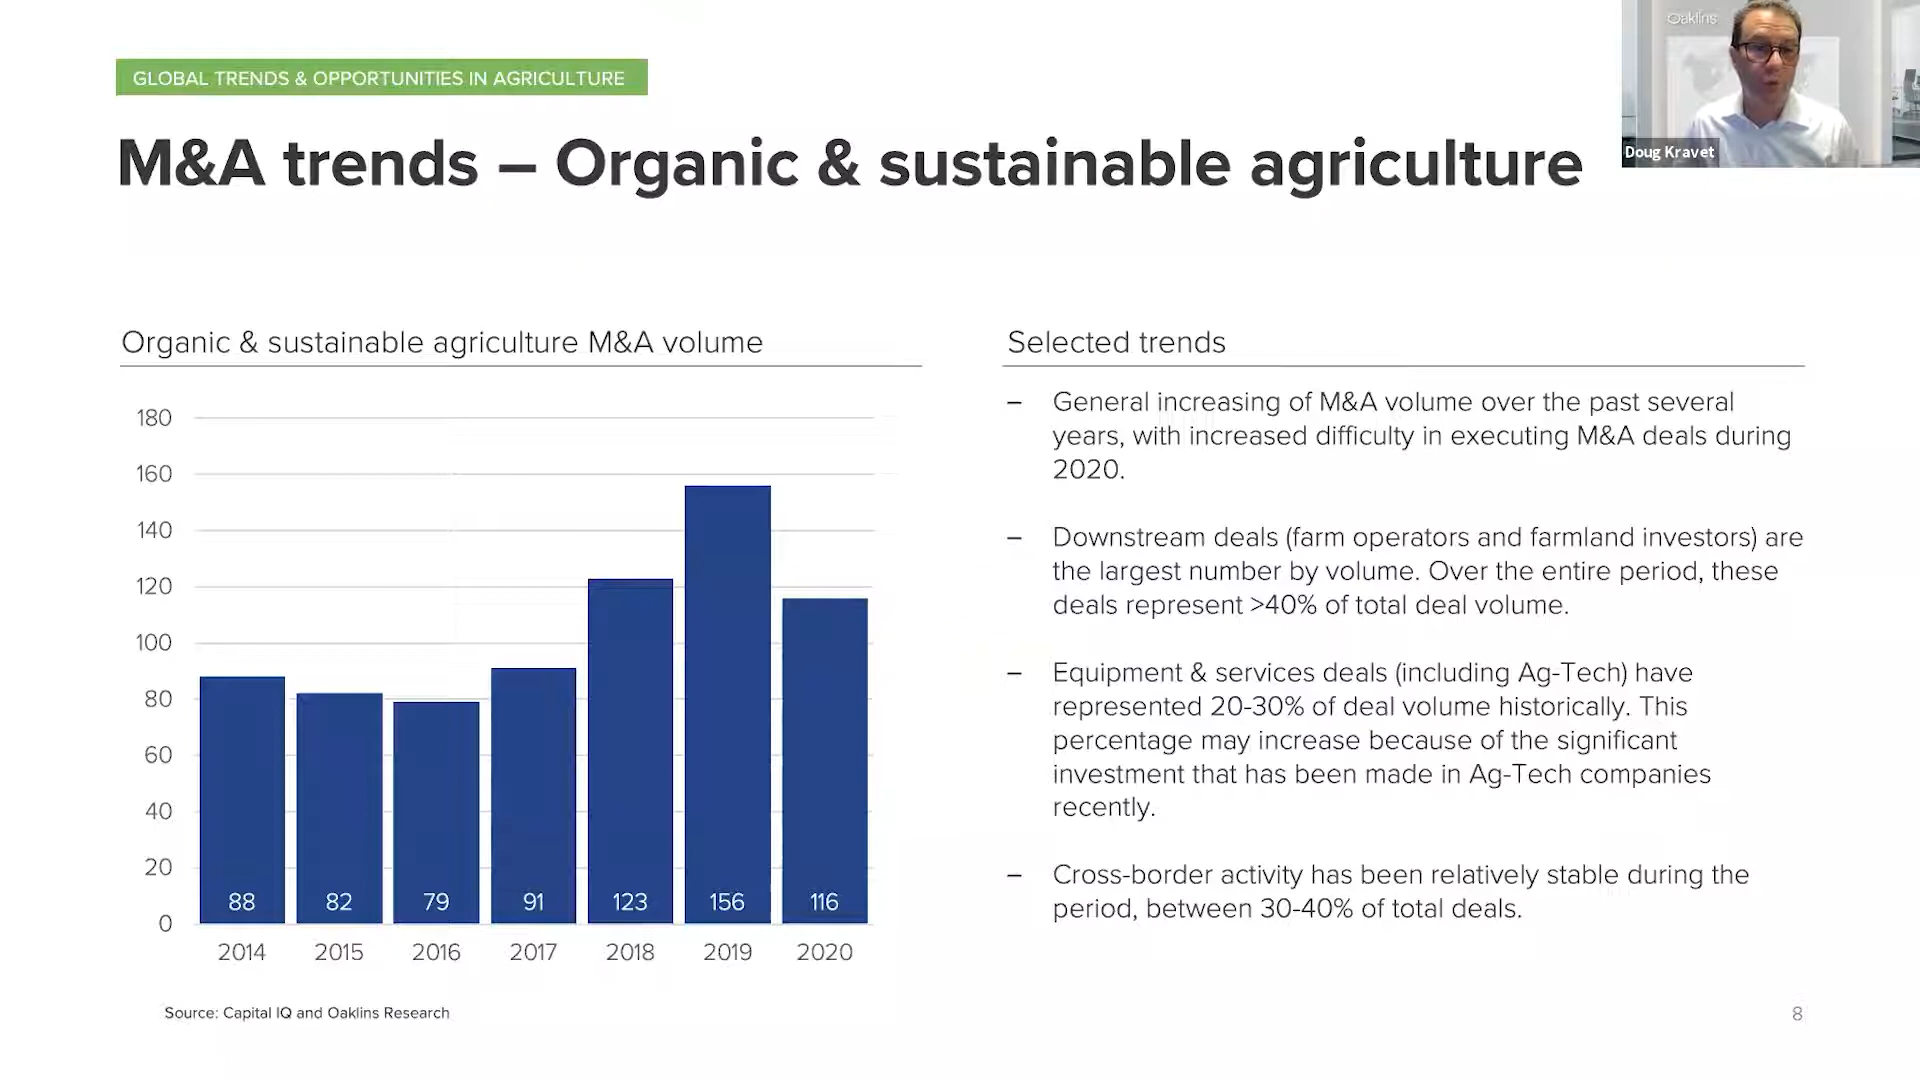 Oaklins
Doug Kravet
GLOBAL TRENDS & OPPORTUNITIES IN AGRICULTURE
M&A trends – Organic & sustainable agriculture
Organic & sustainable agriculture M&A volume
180
160
140
120
100
80
60
40
20
0
88
82
79
91
123
156
116
2014
2015
2016
2017
2018
2019
2020
Source: Capital IQ and Oaklins Research
Selected trends
– General increasing of M&A volume over the past several
years, with increased difficulty in executing M&A deals during
2020.
– Downstream deals (farm operators and farmland investors) are
the largest number by volume. Over the entire period, these
deals represent >40% of total deal volume.
– Equipment & services deals (including Ag-Tech) have
represented 20-30% of deal volume historically. This
percentage may increase because of the significant
investment that has been made in Ag-Tech companies
recently.
– Cross-border activity has been relatively stable during the
period, between 30-40% of total deals.
8